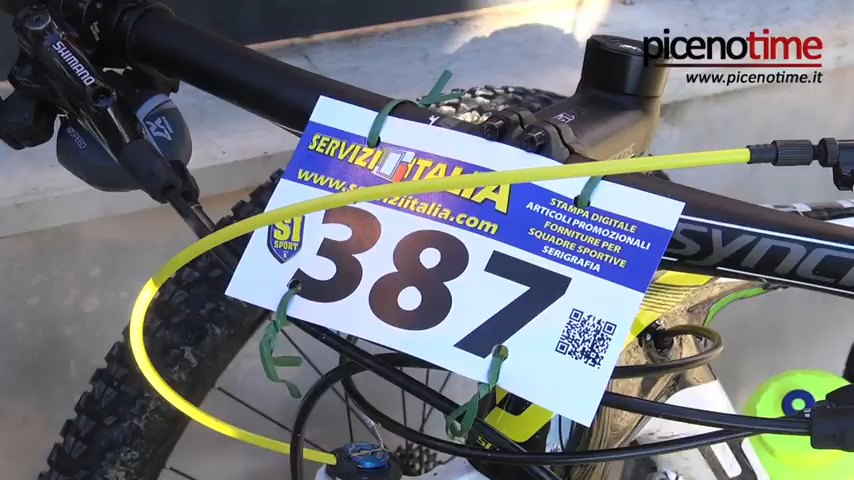 picenotime
www.picenotime.it
SHIMANO
SERVIZI ITALIA
www.serviziitalia.com
STAMPA DIGITALE
ARTICOLI PROMOZIONALI
FORNITURE PER
SQUADRE SPORTIVE
SERIGRAFIA
SI
SPORT
387